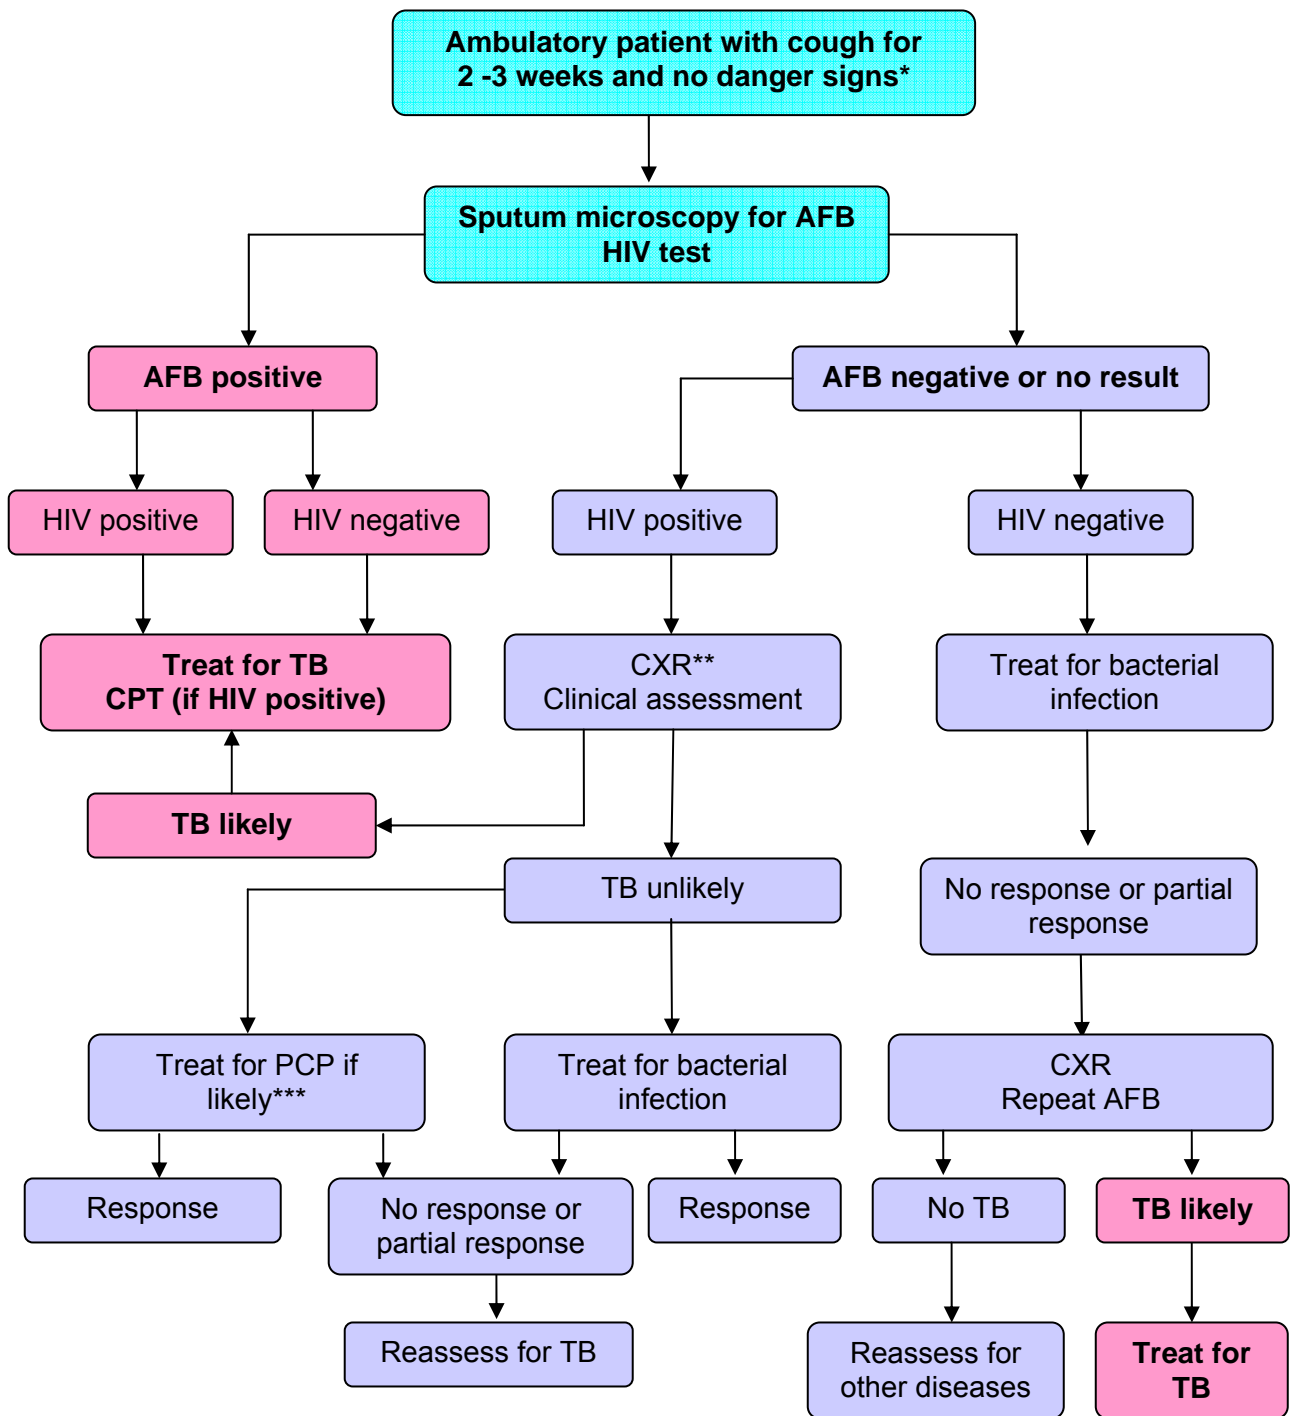 Ambulatory patient with cough for
2 -3 weeks and no danger signs*
Sputum microscopy for AFB
HIV test
AFB positive
AFB negative or no result
HIV positive
HIV negative
HIV positive
HIV negative
Treat for TB
CPT (if HIV positive)
CXR**
Clinical assessment
Treat for bacterial
infection
TB likely
TB unlikely
No response or partial
response
Treat for PCP if
likely***
Treat for bacterial
infection
CXR
Repeat AFB
Response
No response or
partial response
Response
No TB
TB likely
Reassess for TB
Reassess for
other diseases
Treat for
TB